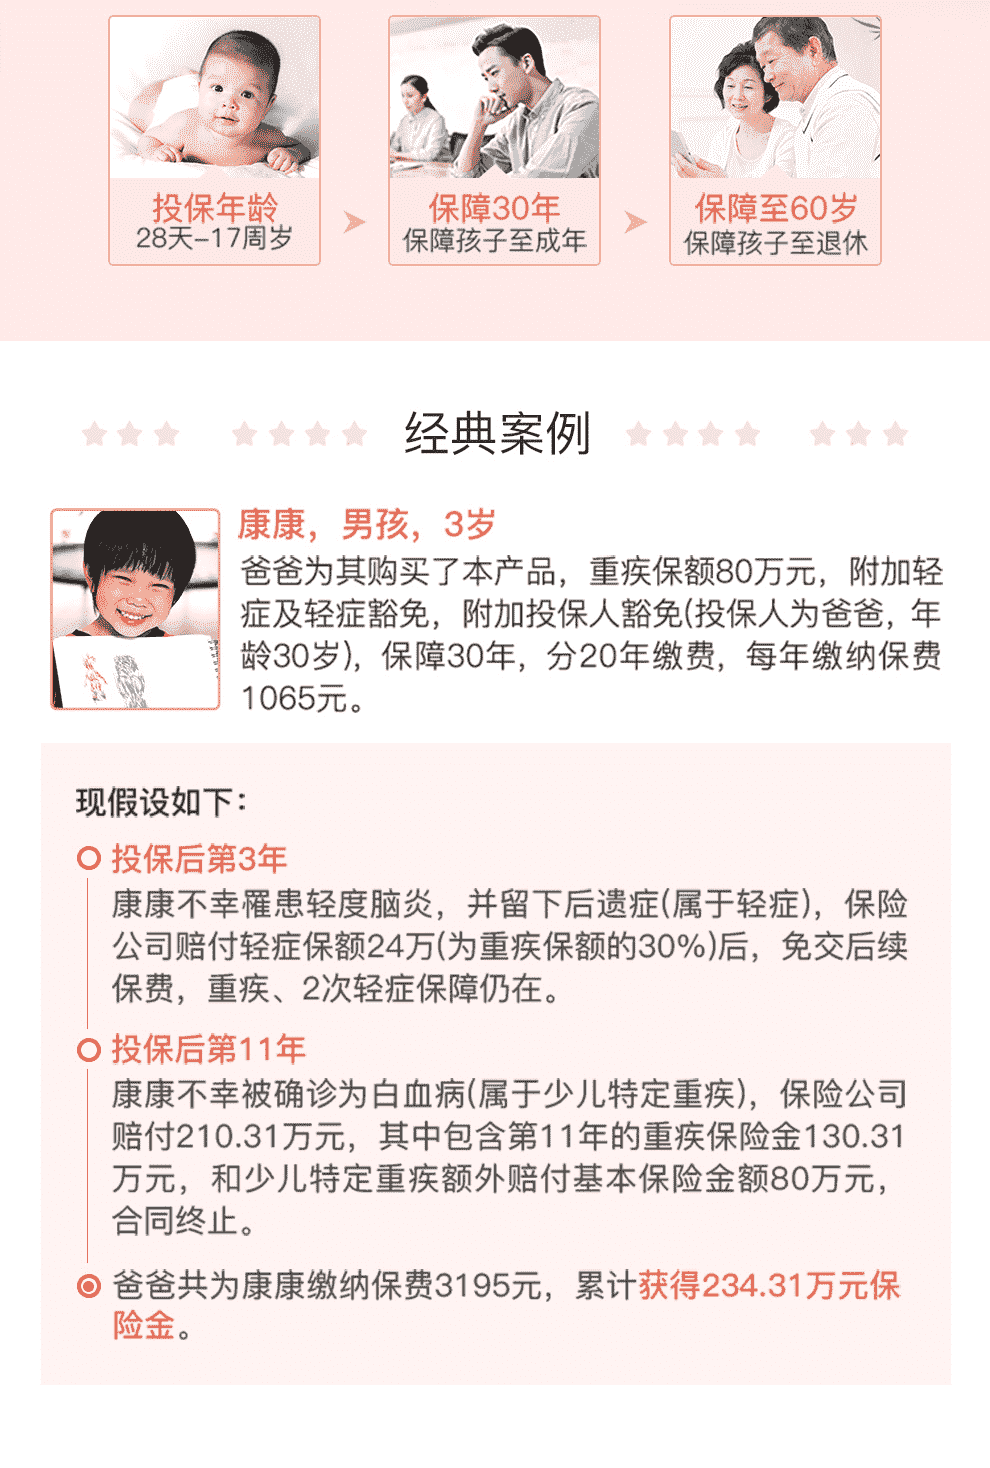 投保年龄
28天-17周岁
保障30年
保障孩子至成年
保障至60岁
保障孩子至退休
经典案例
康康，男孩，3岁
爸爸为其购买了本产品，重疾保额80万元，附加轻
症及轻症豁免，附加投保人豁免(投保人为爸爸，年
龄30岁)，保障30年，分20年缴费，每年缴纳保费
1065元。
现假设如下：
投保后第3年
康康不幸罹患轻度脑炎，并留下后遗症(属于轻症)，保险
公司赔付轻症保额24万(为重疾保额的30%)后，免交后续
保费，重疾、2次轻症保障仍在。
投保后第11年
康康不幸被确诊为白血病(属于少儿特定重疾)，保险公司
赔付210.31万元，其中包含第11年的重疾保险金130.31
万元，和少儿特定重疾额外赔付基本保险金额80万元，
合同终止。
爸爸共为康康缴纳保费3195元，累计获得234.31万元保
险金。